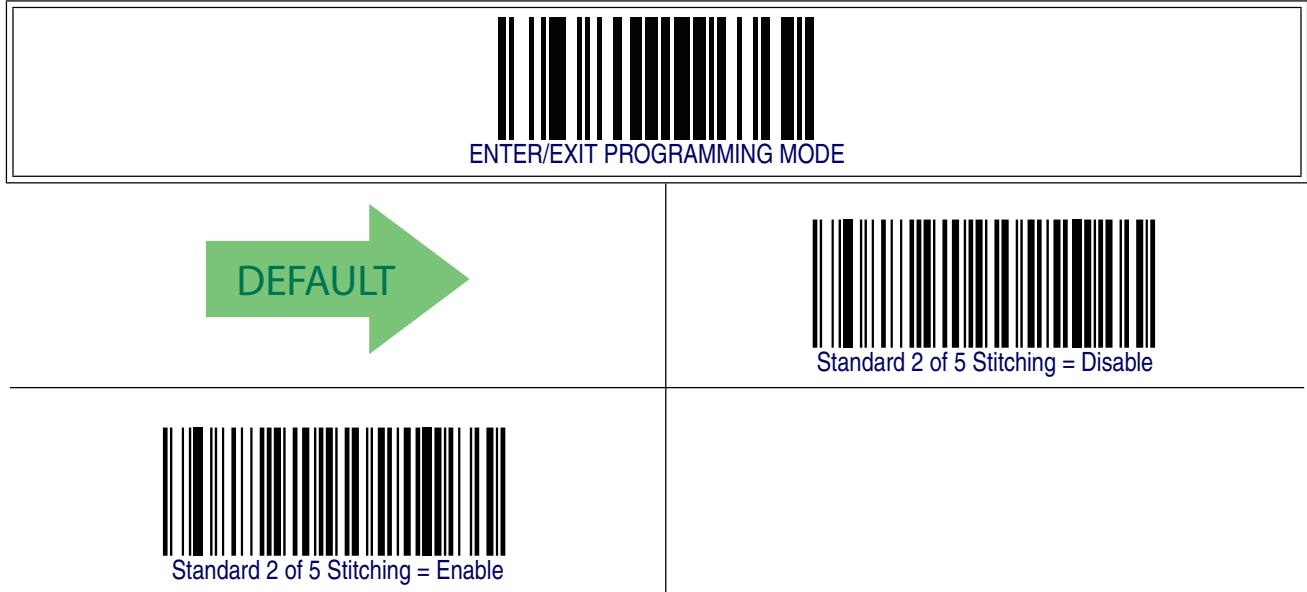 ENTER/EXIT PROGRAMMING MODE
DEFAULT
Standard 2 of 5 Stitching = Disable
Standard 2 of 5 Stitching = Enable